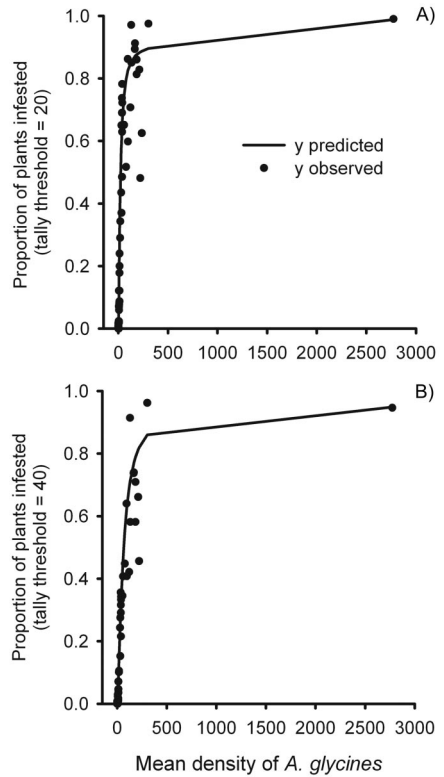 A)
1.0
0.8
0.6
0.4
0.2
0.0
Proportion of plants infested
(tally threshold = 20)
y predicted
y observed
0 500 1000 1500 2000 2500 3000
B)
1.0
0.8
0.6
0.4
0.2
0.0
Proportion of plants infested
(tally threshold = 40)
0 500 1000 1500 2000 2500 3000
Mean density of A. glycines